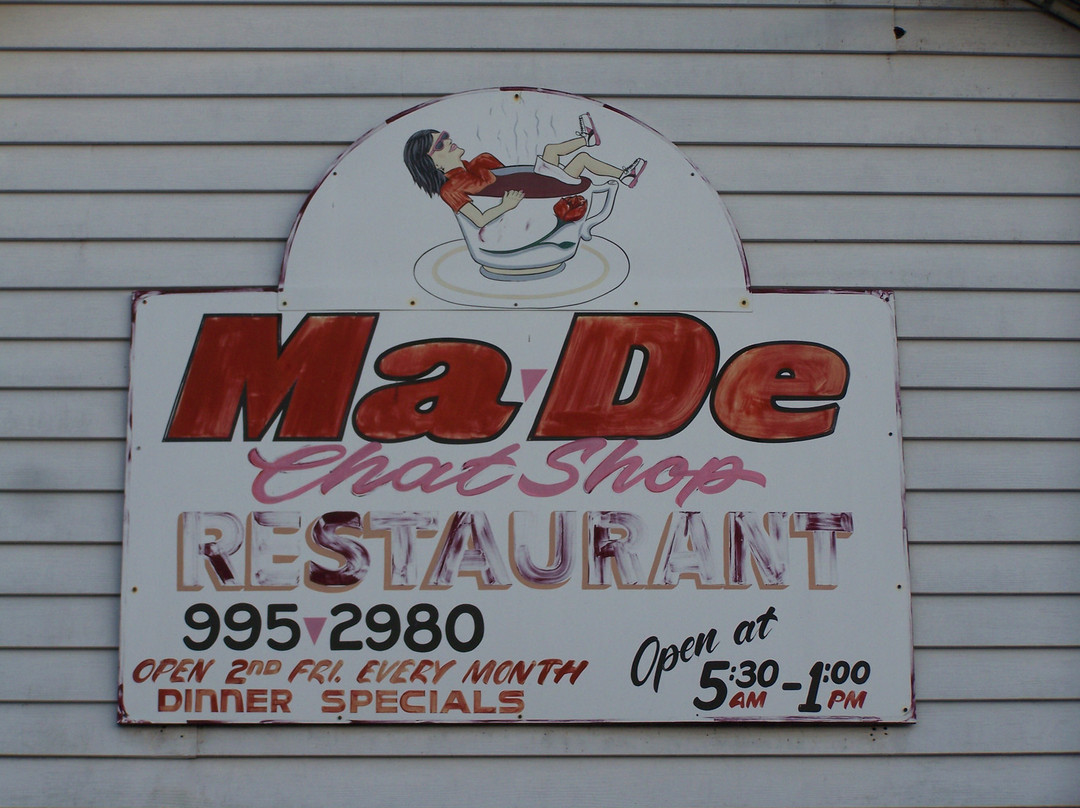 Ma De
Chat Shop
RESTAURANT
995 2980
OPEN 2ND FRI. EVERY MONTH
DINNER SPECIALS
Open at
5:30 AM - 1:00 PM